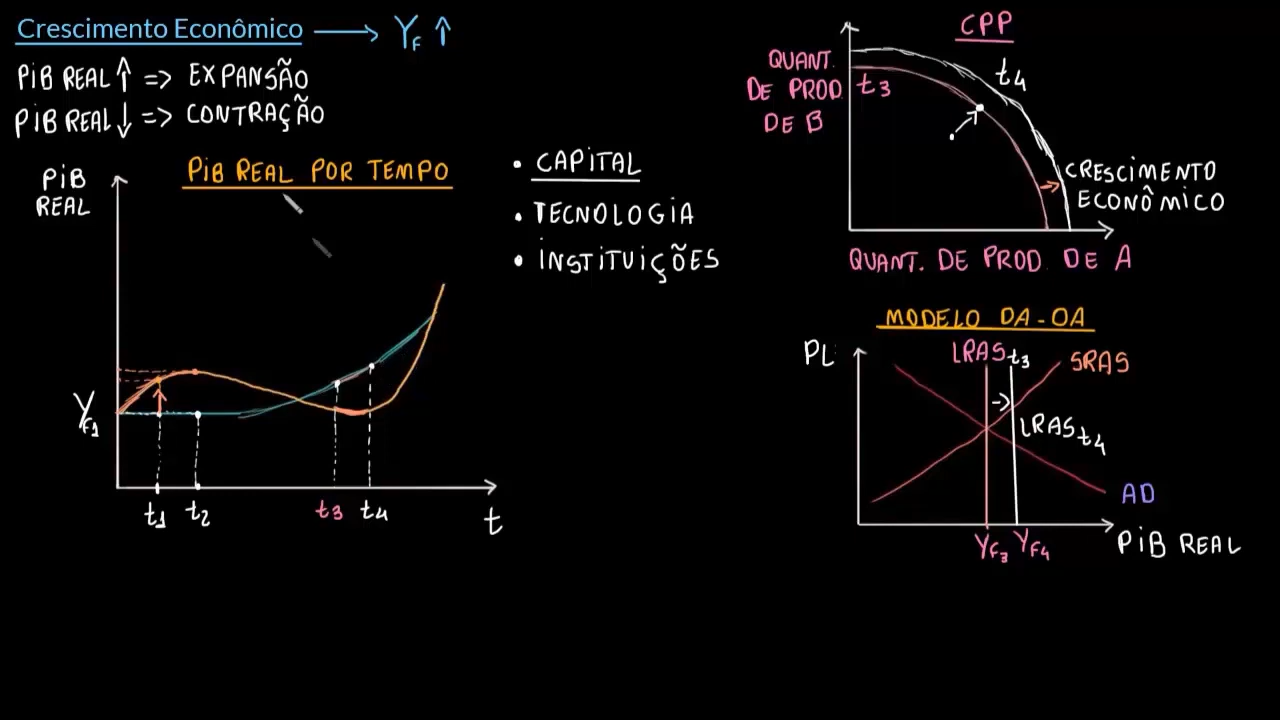 Crescimento Econômico → YF ↑
PIB REAL ↑ => EXPANSÃO
PIB REAL ↓ => CONTRAÇÃO
PIB REAL POR TEMPO
PIB
REAL
YF1
t1
t2
t3
t4
t
• CAPITAL
• TECNOLOGIA
• INSTITUIÇÕES
CPP
QUANT.
DE PROD.
DE B
t3
t4
CRESCIMENTO
ECONÔMICO
QUANT. DE PROD. DE A
MODELO DA-OA
PL
LRASt3
SRAS
LRASt4
AD
YF3
YF4
PIB REAL